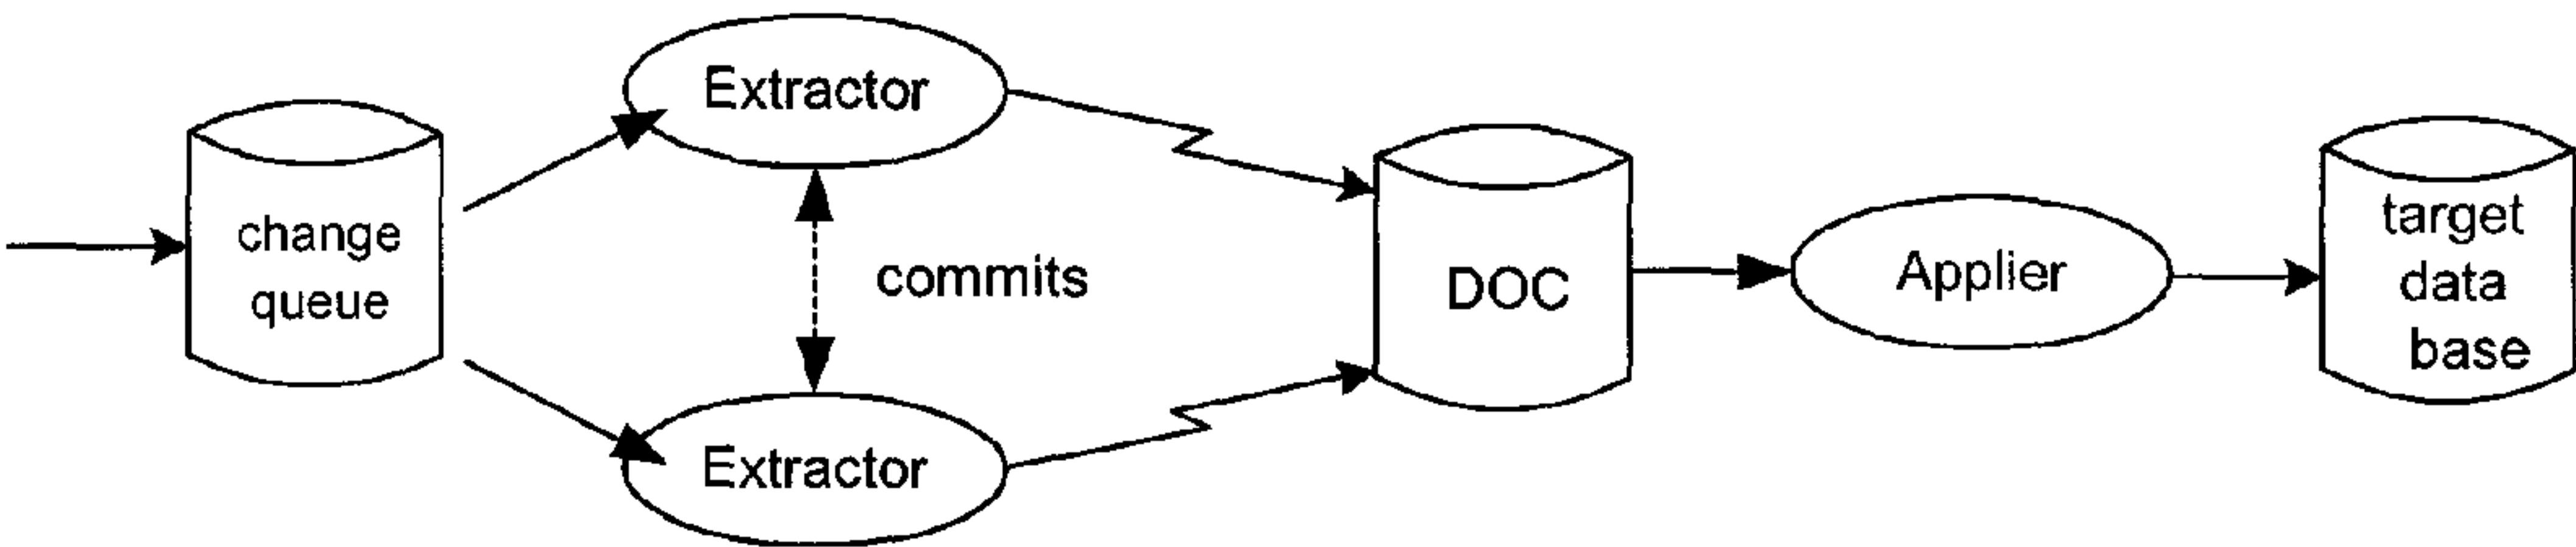 Extractor
change
queue
commits
Extractor
DOC
Applier
target
data
base